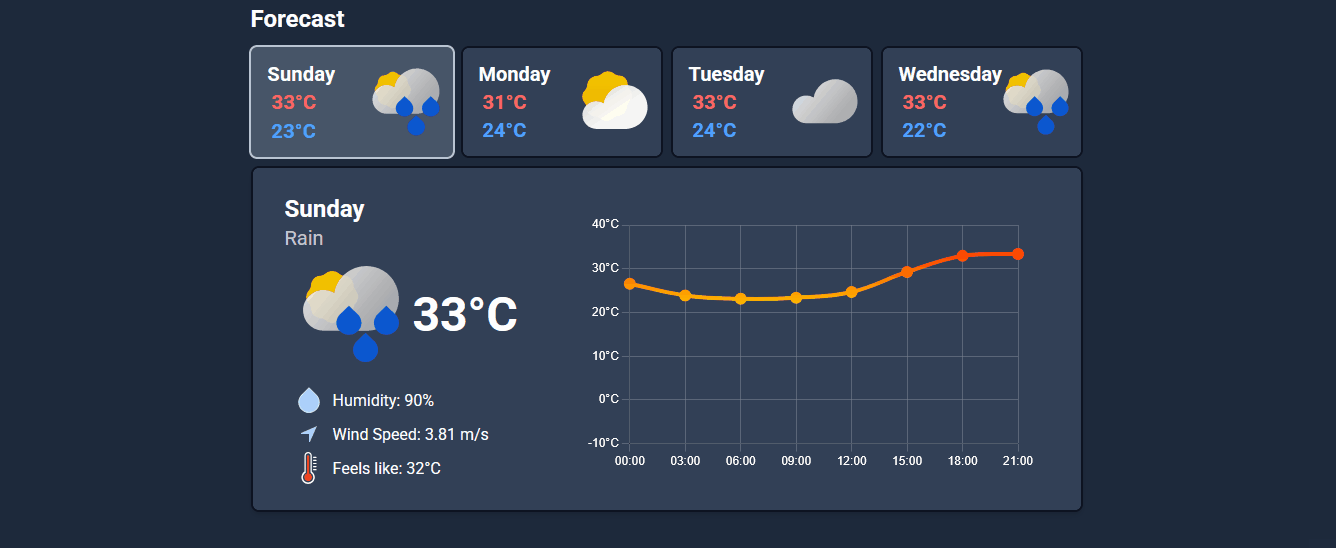 Forecast
Sunday
33°C
23°C
Monday
31°C
24°C
Tuesday
33°C
24°C
Wednesday
33°C
22°C
Sunday
Rain
33°C
Humidity: 90%
Wind Speed: 3.81 m/s
Feels like: 32°C
40°C
30°C
20°C
10°C
0°C
-10°C
00:00 03:00 06:00 09:00 12:00 15:00 18:00 21:00